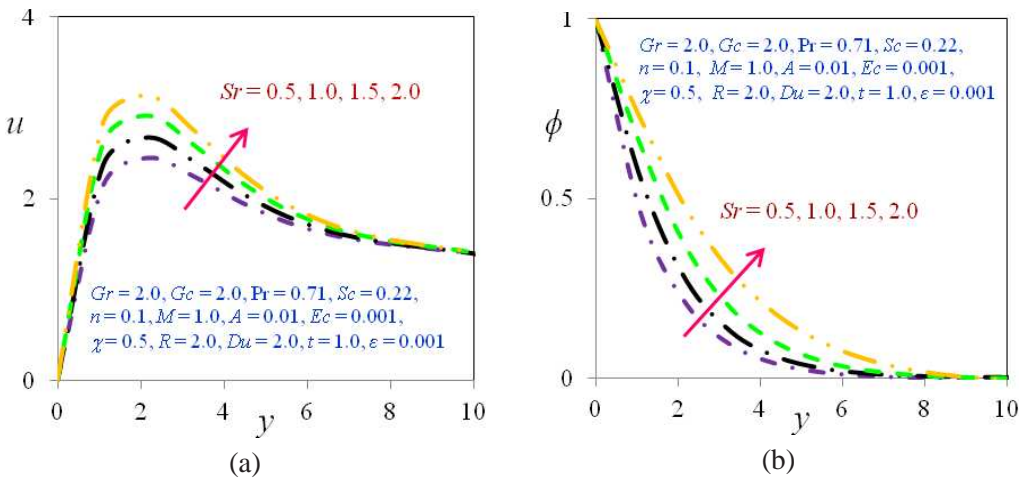 4
u
2
0
Sr = 0.5, 1.0, 1.5, 2.0
Gr = 2.0, Gc = 2.0, Pr = 0.71, Sc = 0.22,
n = 0.1, M = 1.0, A = 0.01, Ec = 0.001,
χ = 0.5, R = 2.0, Du = 2.0, t = 1.0, ε = 0.001
0 2 4 6 8 10
y
(a)
1
ϕ
0.5
0
Gr = 2.0, Gc = 2.0, Pr = 0.71, Sc = 0.22,
n = 0.1, M = 1.0, A = 0.01, Ec = 0.001,
χ = 0.5, R = 2.0, Du = 2.0, t = 1.0, ε = 0.001
Sr = 0.5, 1.0, 1.5, 2.0
0 2 4 6 8 10
y
(b)